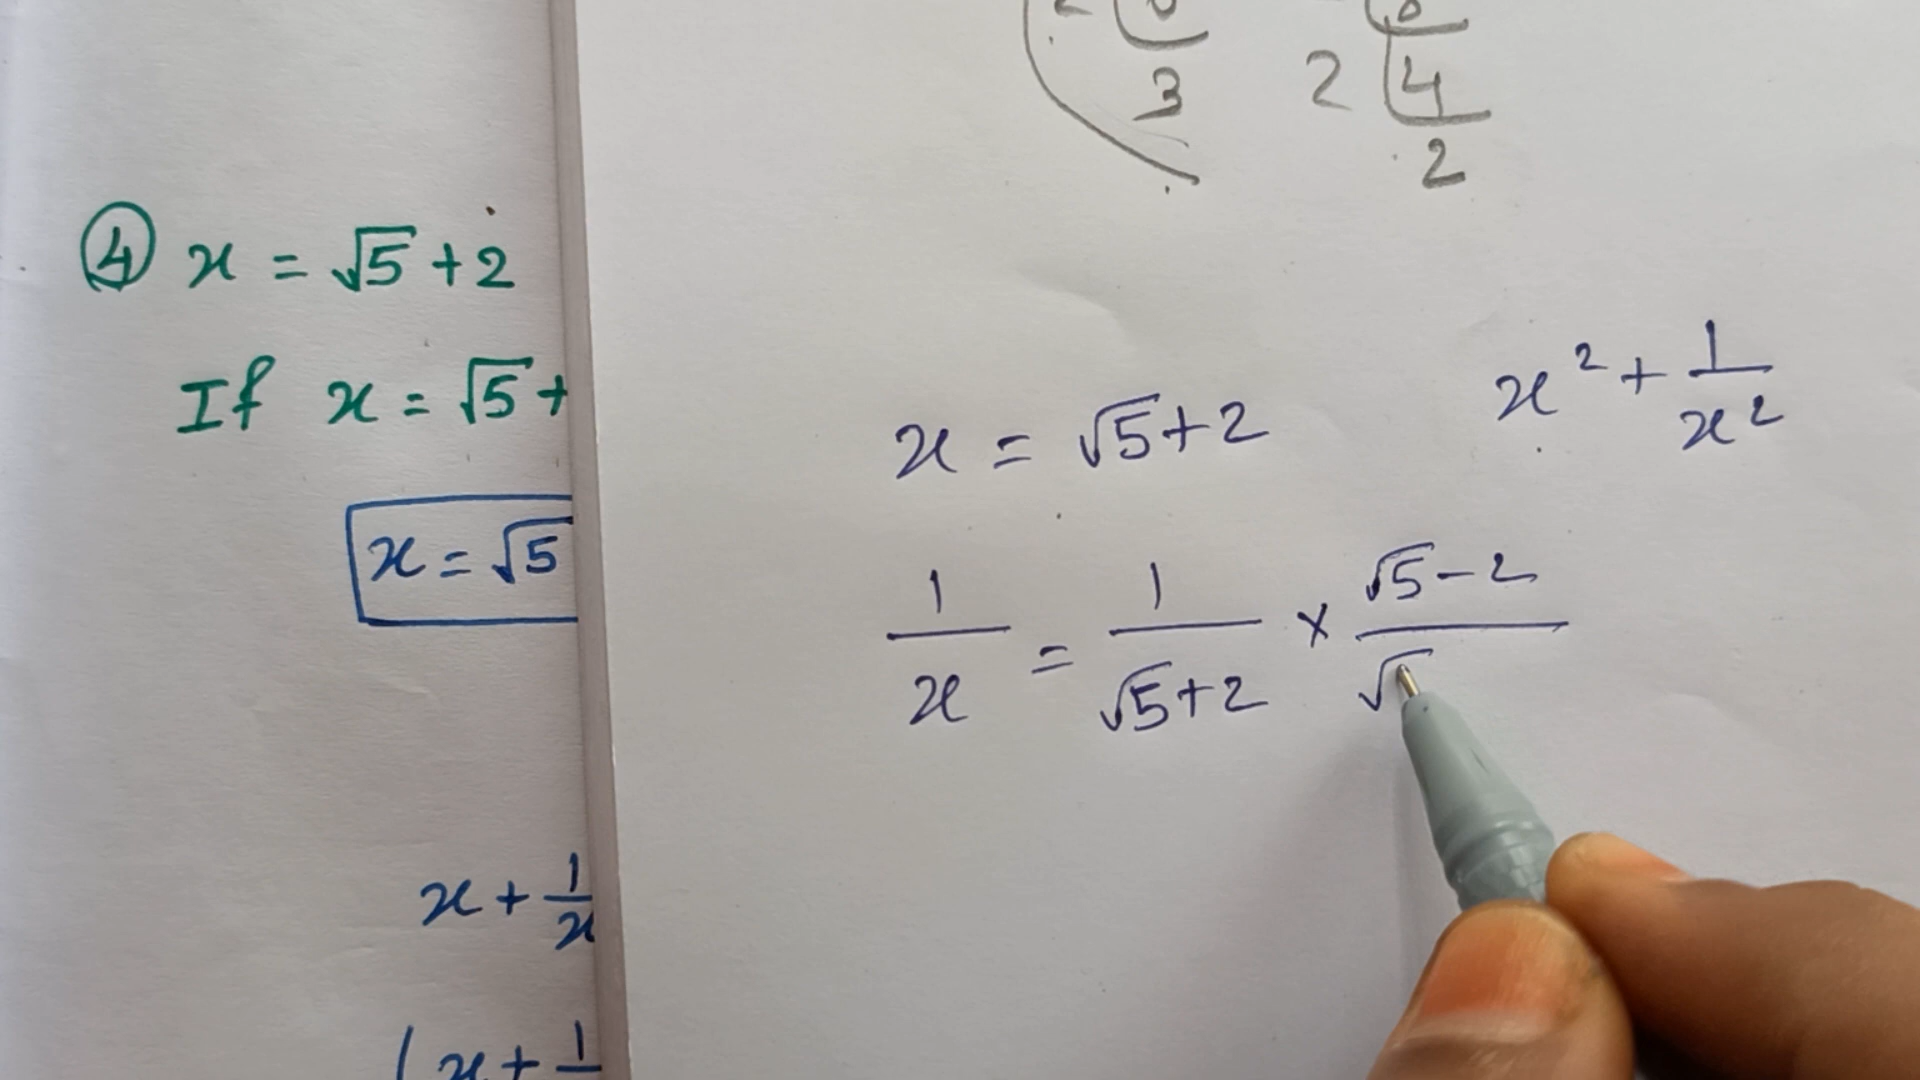 ④ x = √5 + 2
If x = √5 +
x = √5
x + 1/x
(x + 1
3
2 4
2
x = √5 + 2
x² + 1/x²
1/x = 1/(√5 + 2) × (√5 - 2)/√